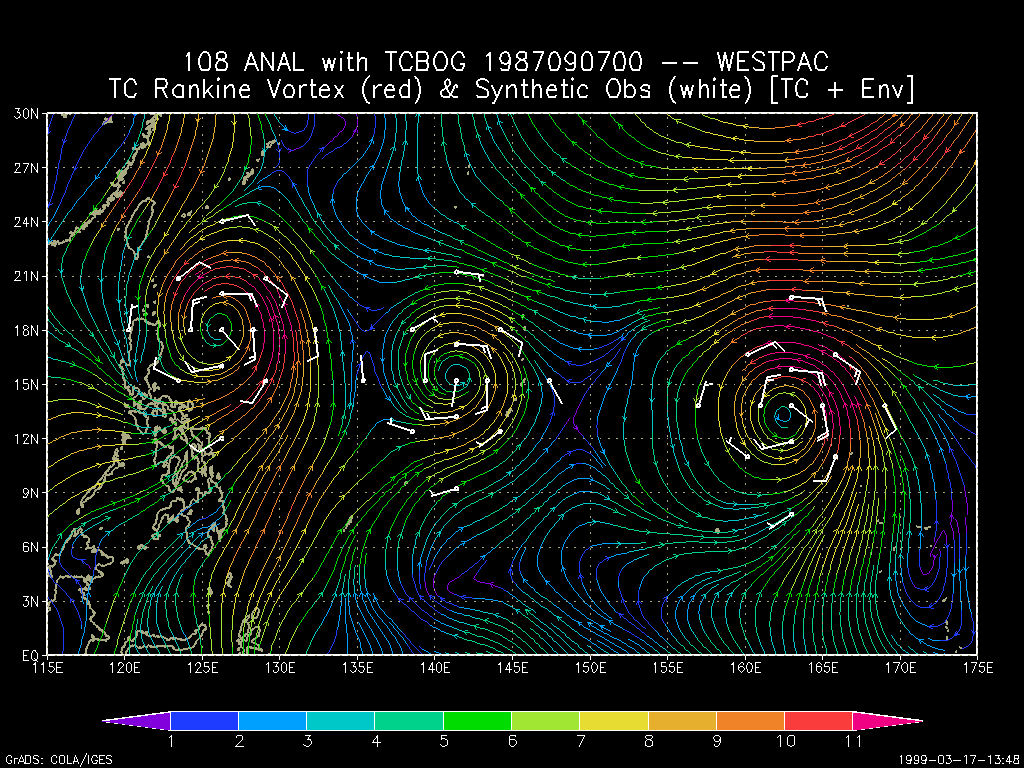 108 ANAL with TCBOG 1987090700 -- WESTPAC
TC Rankine Vortex (red) & Synthetic Obs (white) [TC + Env]
30N
27N
24N
21N
18N
15N
12N
9N
6N
3N
EQ
115E 120E 125E 130E 135E 140E 145E 150E 155E 160E 165E 170E 175E
1 2 3 4 5 6 7 8 9 10 11
GrADS: COLA/IGES 1999-03-17-13:48